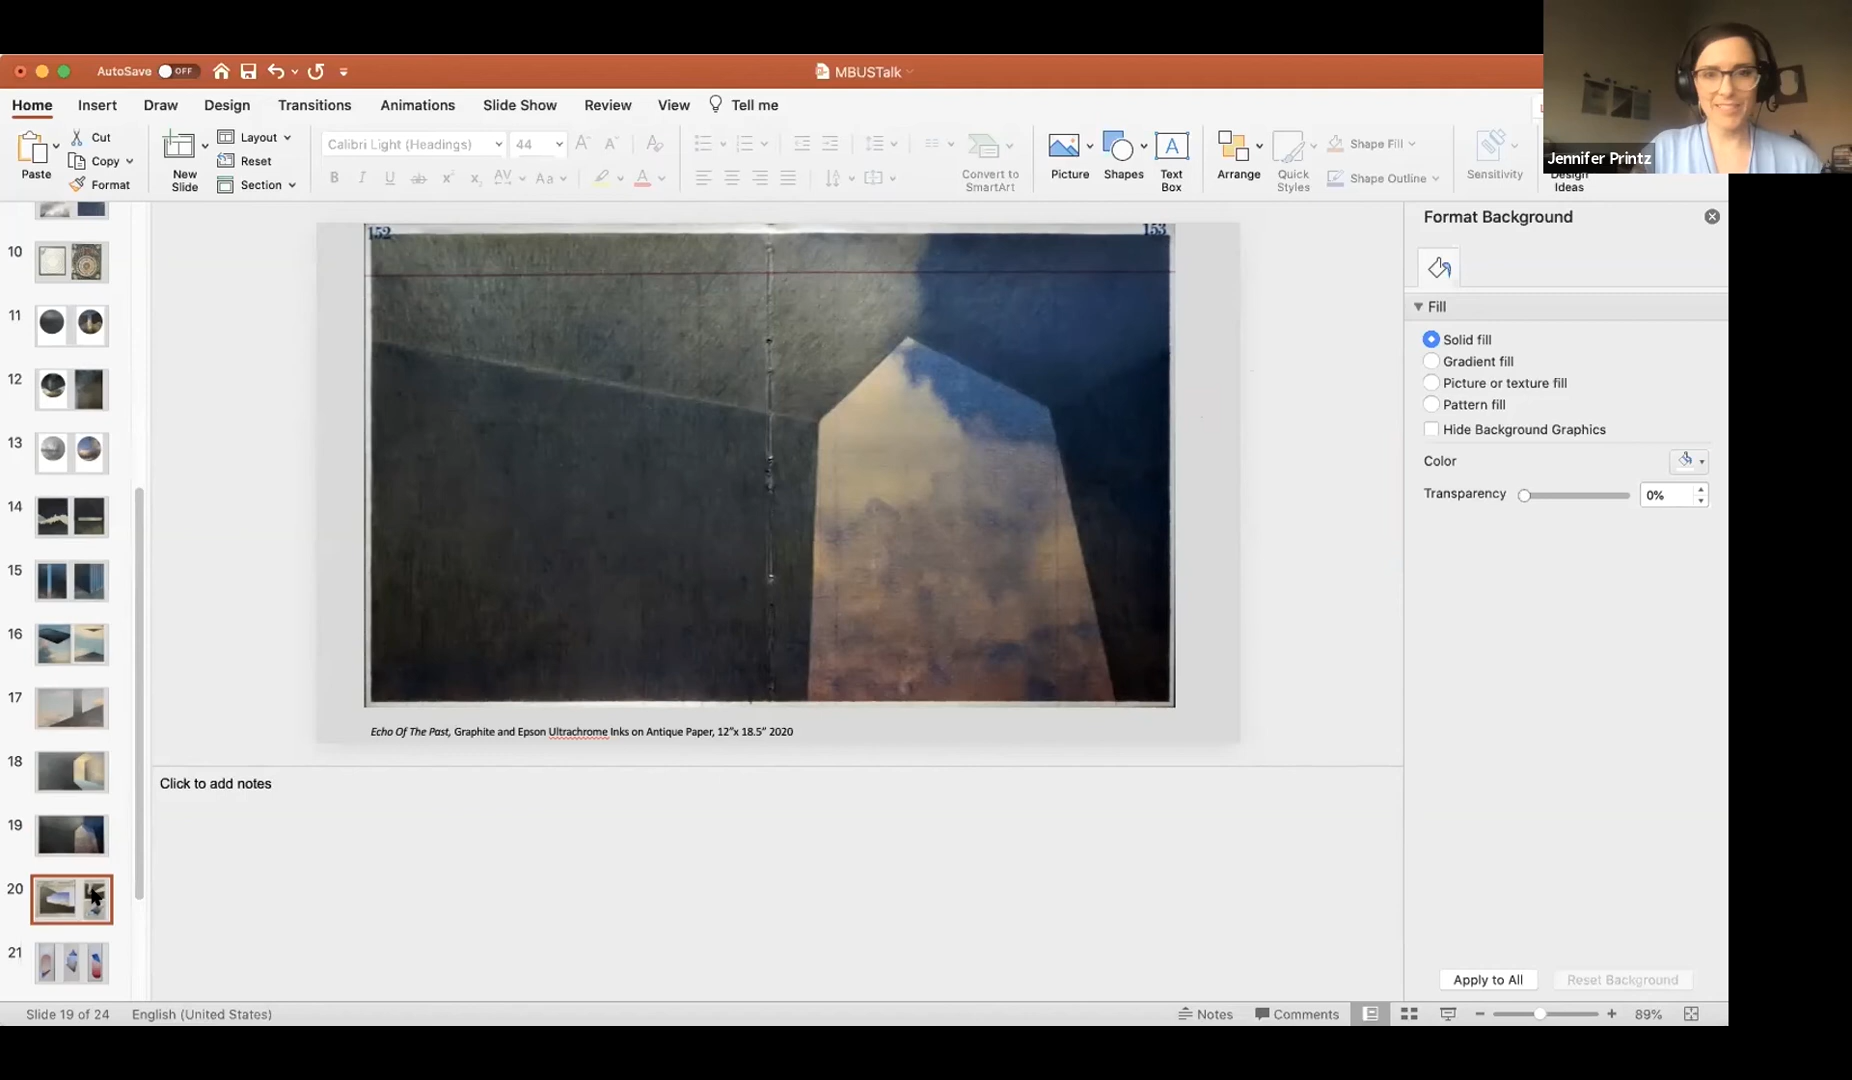 AutoSave OFF
MBUSTalk
Home Insert Draw Design Transitions Animations Slide Show Review View Tell me
Paste
Cut
Copy
Format
New Slide
Layout
Reset
Section
Calibri Light (Headings) 44
B I U ab x² x₂ AV Aa A
Convert to SmartArt
Picture
Shapes
Text Box
Arrange
Quick Styles
Shape Fill
Shape Outline
Sensitivity
Design Ideas
Jennifer Printz
10
11
12
13
14
15
16
17
18
19
20
21
152
153
Echo Of The Past, Graphite and Epson Ultrachrome Inks on Antique Paper, 12"x 18.5" 2020
Click to add notes
Format Background
Fill
Solid fill
Gradient fill
Picture or texture fill
Pattern fill
Hide Background Graphics
Color
Transparency 0%
Apply to All Reset Background
Slide 19 of 24 English (United States) Notes Comments 89%